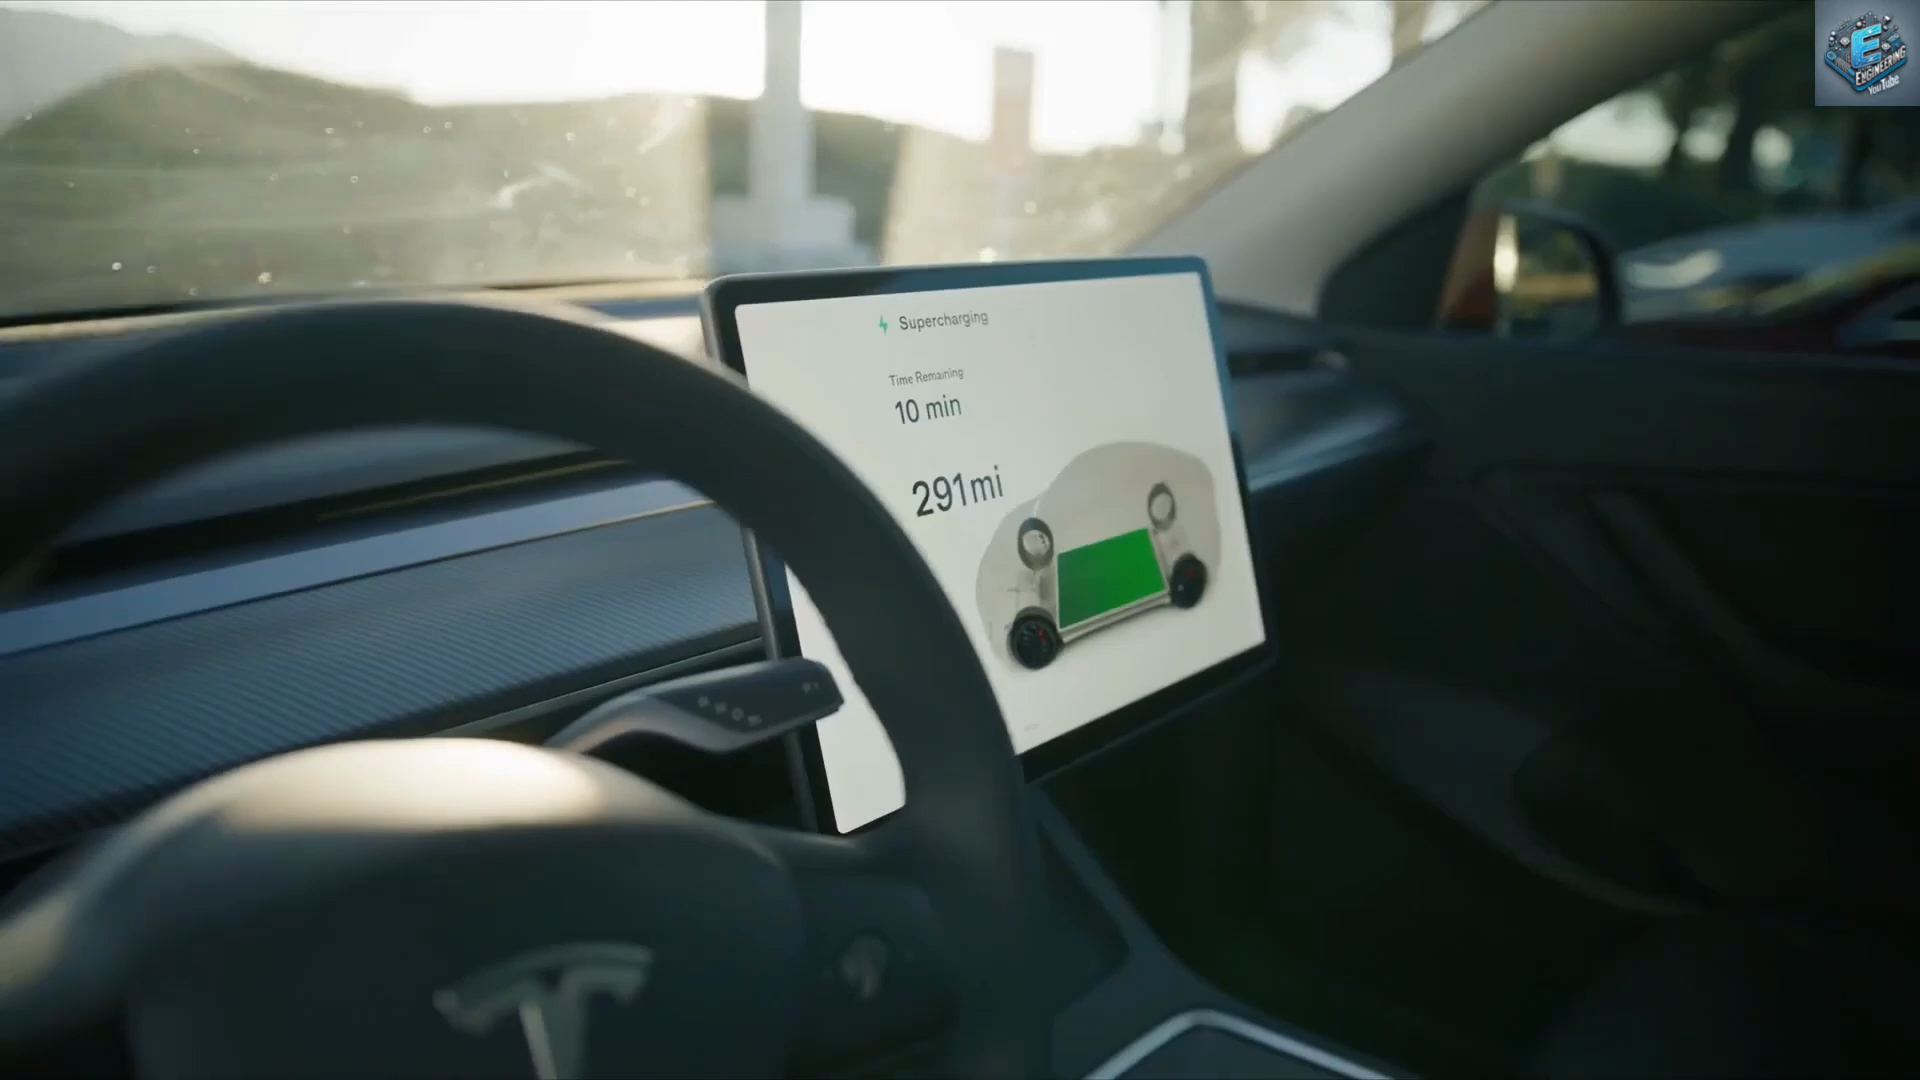 E
ENGINEERING
YouTube
Supercharging
Time Remaining
10 min
291mi